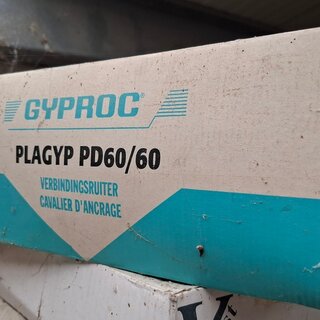 GYPROC®
PLAGYP PD60/60
VERBINDINGSRUITER
CAVALIER D'ANCRAGE